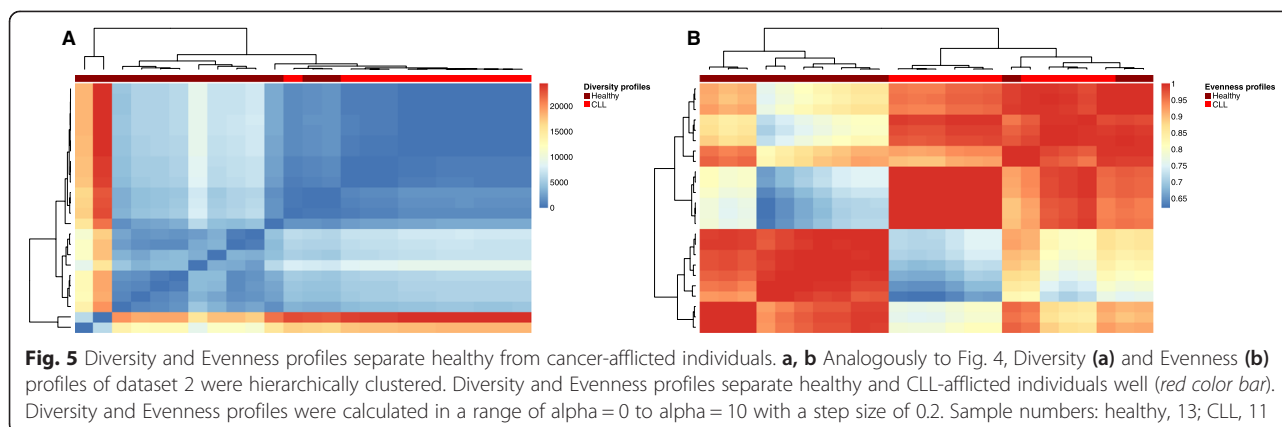 A
B
Diversity profiles
Healthy
CLL
20000
15000
10000
5000
0
Evenness profiles
Healthy
CLL
1
0.95
0.9
0.85
0.8
0.75
0.7
0.65
Fig. 5 Diversity and Evenness profiles separate healthy from cancer-afflicted individuals. a, b Analogously to Fig. 4, Diversity (a) and Evenness (b)
profiles of dataset 2 were hierarchically clustered. Diversity and Evenness profiles separate healthy and CLL-afflicted individuals well (red color bar).
Diversity and Evenness profiles were calculated in a range of alpha = 0 to alpha = 10 with a step size of 0.2. Sample numbers: healthy, 13; CLL, 11